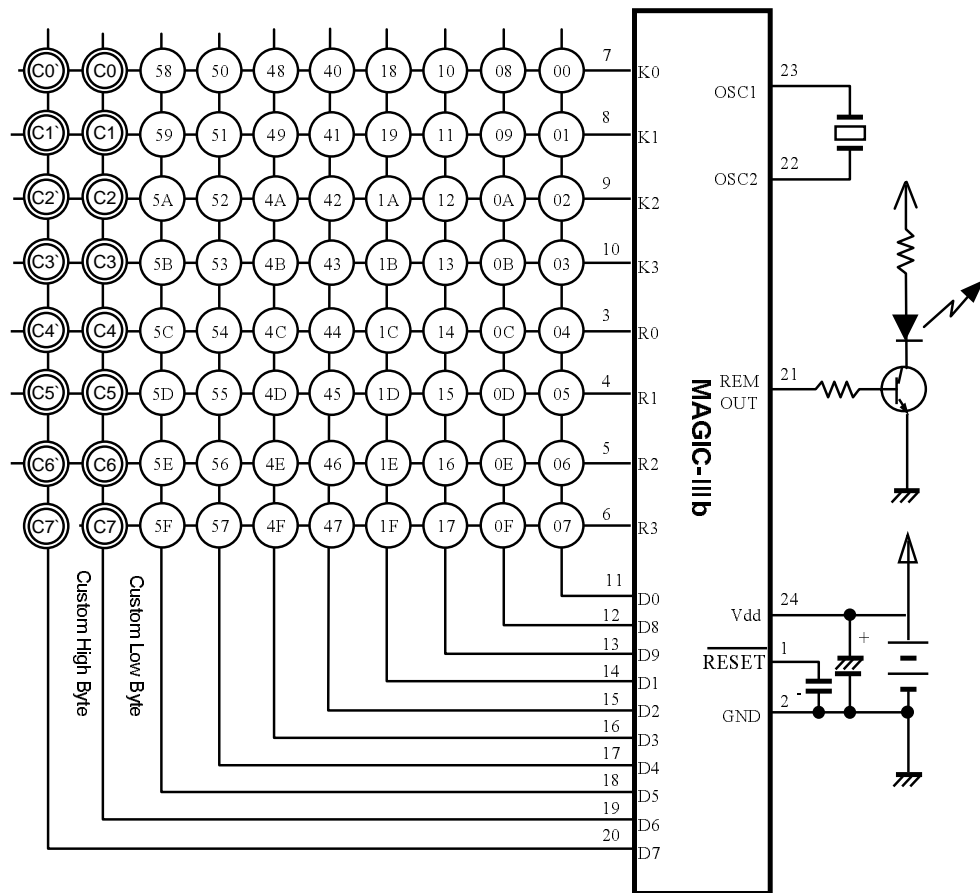 C0` C0 58 50 48 40 18 10 08 00 7 K0
C1` C1 59 51 49 41 19 11 09 01 8 K1
C2` C2 5A 52 4A 42 1A 12 0A 02 9 K2
C3` C3 5B 53 4B 43 1B 13 0B 03 10 K3
C4` C4 5C 54 4C 44 1C 14 0C 04 3 R0
C5` C5 5D 55 4D 45 1D 15 0D 05 4 R1
C6` C6 5E 56 4E 46 1E 16 0E 06 5 R2
C7` C7 5F 57 4F 47 1F 17 0F 07 6 R3
Custom High Byte
Custom Low Byte
11 D0
12 D8
13 D9
14 D1
15 D2
16 D3
17 D4
18 D5
19 D6
20 D7
MAGIC-IIIb
OSC1 23
OSC2 22
REM 21
OUT
Vdd 24
+
RESET 1
-
GND 2